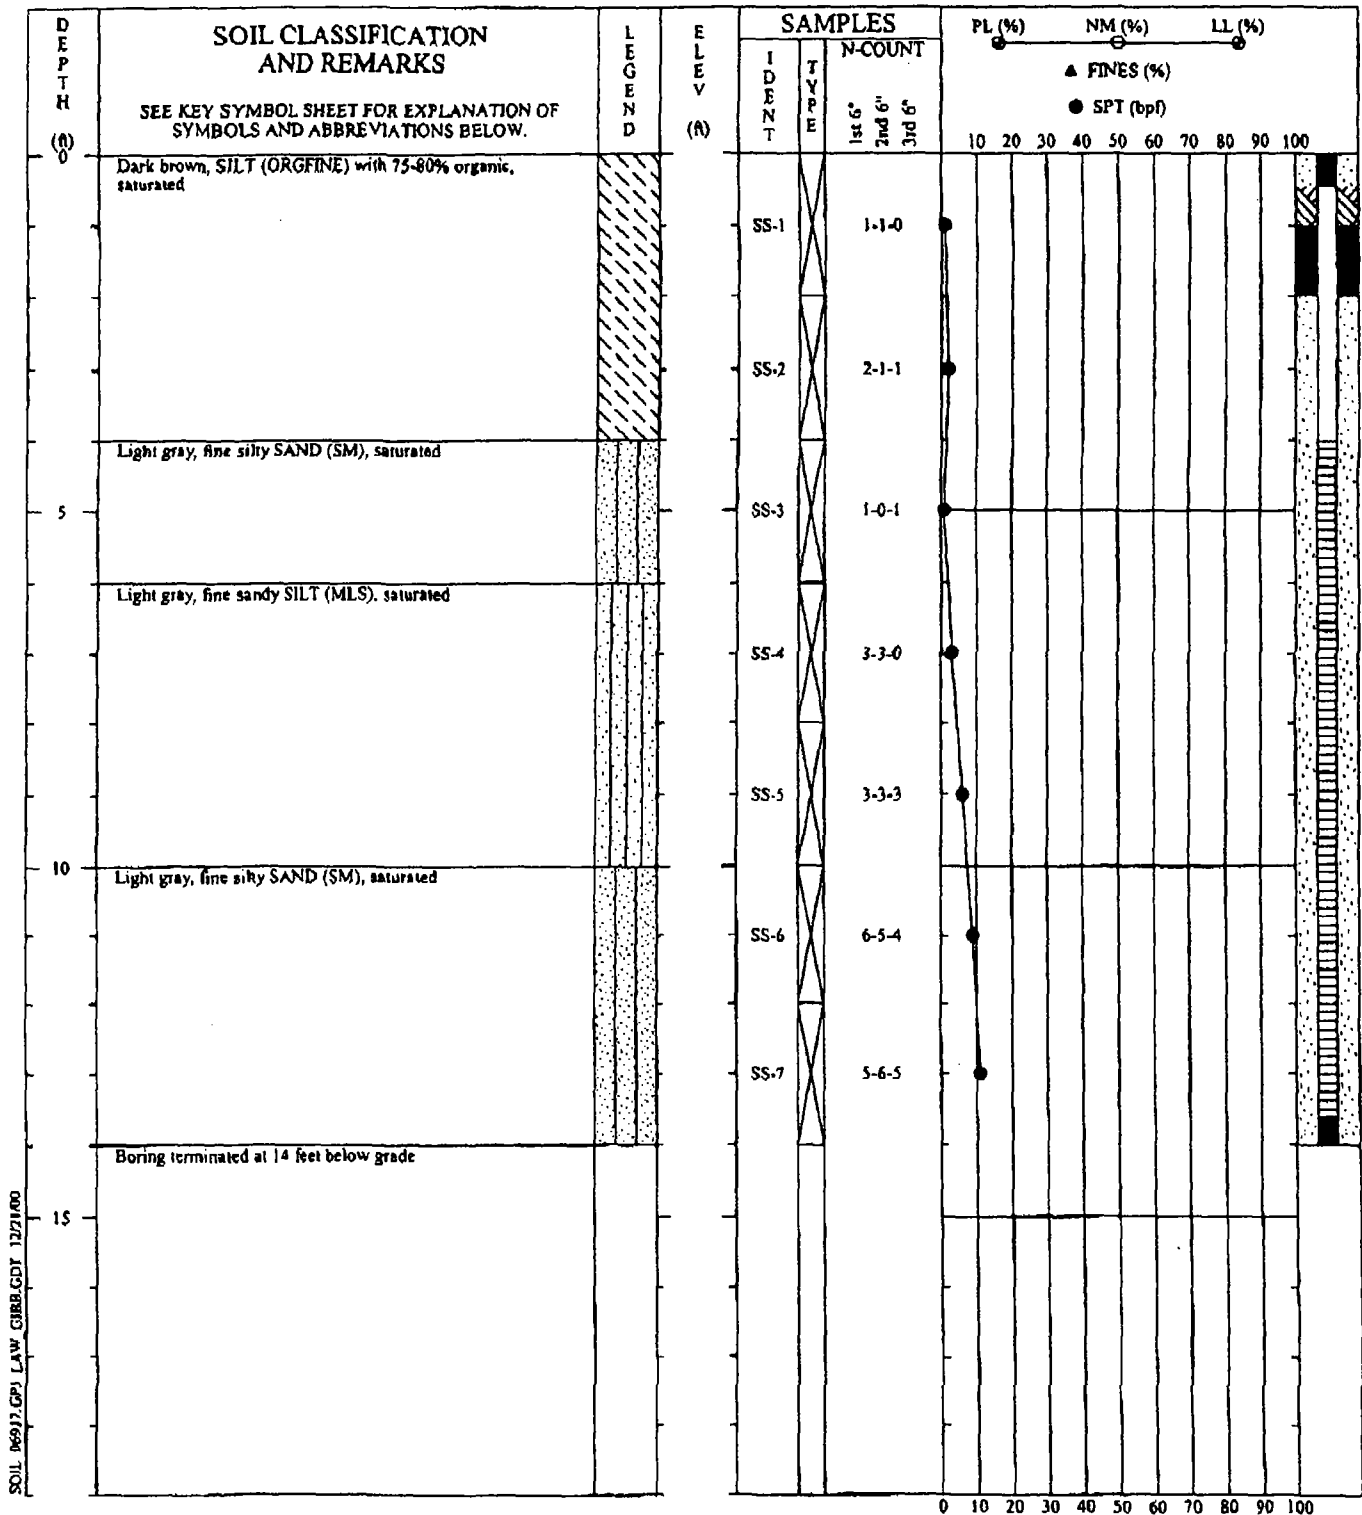 DEPTH
(ft)
SOIL CLASSIFICATION
AND REMARKS
SEE KEY SYMBOL SHEET FOR EXPLANATION OF
SYMBOLS AND ABBREVIATIONS BELOW.
LEGEND
ELEV
(ft)
SAMPLES
IDENT
TYPE
N-COUNT
1st 6"
2nd 6"
3rd 6"
PL (%) NM (%) LL (%)
▲ FINES (%)
● SPT (bpf)
10 20 30 40 50 60 70 80 90 100
0
Dark brown, SILT (ORGFINE) with 75-80% organic,
saturated
SS-1 1-1-0
SS-2 2-1-1
Light gray, fine silty SAND (SM), saturated
5
SS-3 1-0-1
Light gray, fine sandy SILT (MLS), saturated
SS-4 3-3-0
SS-5 3-3-3
10
Light gray, fine silty SAND (SM), saturated
SS-6 6-5-4
SS-7 5-6-5
Boring terminated at 14 feet below grade
15
0 10 20 30 40 50 60 70 80 90 100
SOIL 06917.GPJ LAW_GIBB.GDT 12/21/00